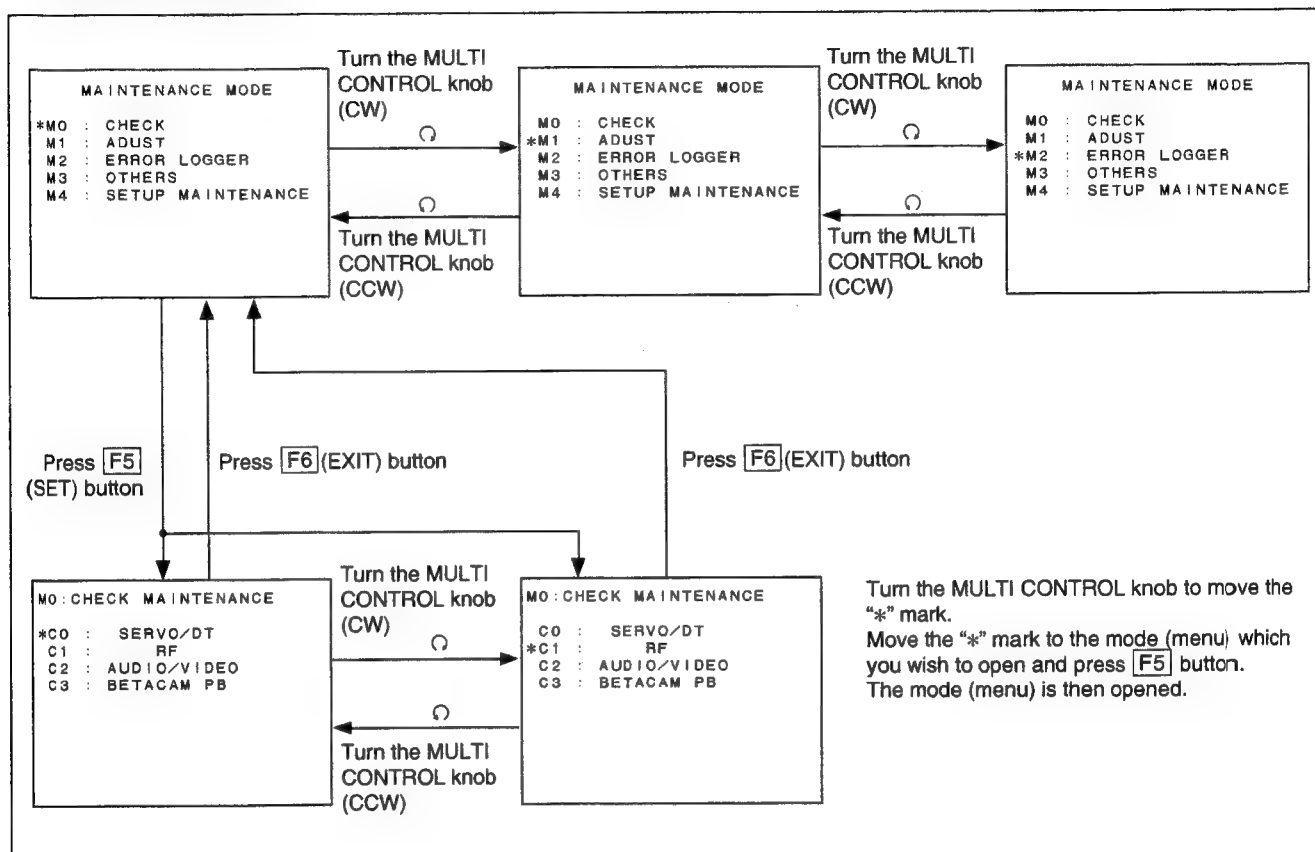 Turn the MULTI
CONTROL knob
(CW)
Turn the MULTI
CONTROL knob
(CW)
MAINTENANCE MODE
*M0 : CHECK
M1 : ADUST
M2 : ERROR LOGGER
M3 : OTHERS
M4 : SETUP MAINTENANCE
MAINTENANCE MODE
M0 : CHECK
*M1 : ADUST
M2 : ERROR LOGGER
M3 : OTHERS
M4 : SETUP MAINTENANCE
MAINTENANCE MODE
M0 : CHECK
M1 : ADUST
*M2 : ERROR LOGGER
M3 : OTHERS
M4 : SETUP MAINTENANCE
Turn the MULTI
CONTROL knob
(CCW)
Turn the MULTI
CONTROL knob
(CCW)
Press F5
(SET) button
Press F6 (EXIT) button
Press F6 (EXIT) button
M0:CHECK MAINTENANCE
*C0 : SERVO/DT
C1 : RF
C2 : AUDIO/VIDEO
C3 : BETACAM PB
Turn the MULTI
CONTROL knob
(CW)
Turn the MULTI
CONTROL knob
(CCW)
M0:CHECK MAINTENANCE
C0 : SERVO/DT
*C1 : RF
C2 : AUDIO/VIDEO
C3 : BETACAM PB
Turn the MULTI CONTROL knob to move the
“*” mark.
Move the “*” mark to the mode (menu) which
you wish to open and press F5 button.
The mode (menu) is then opened.